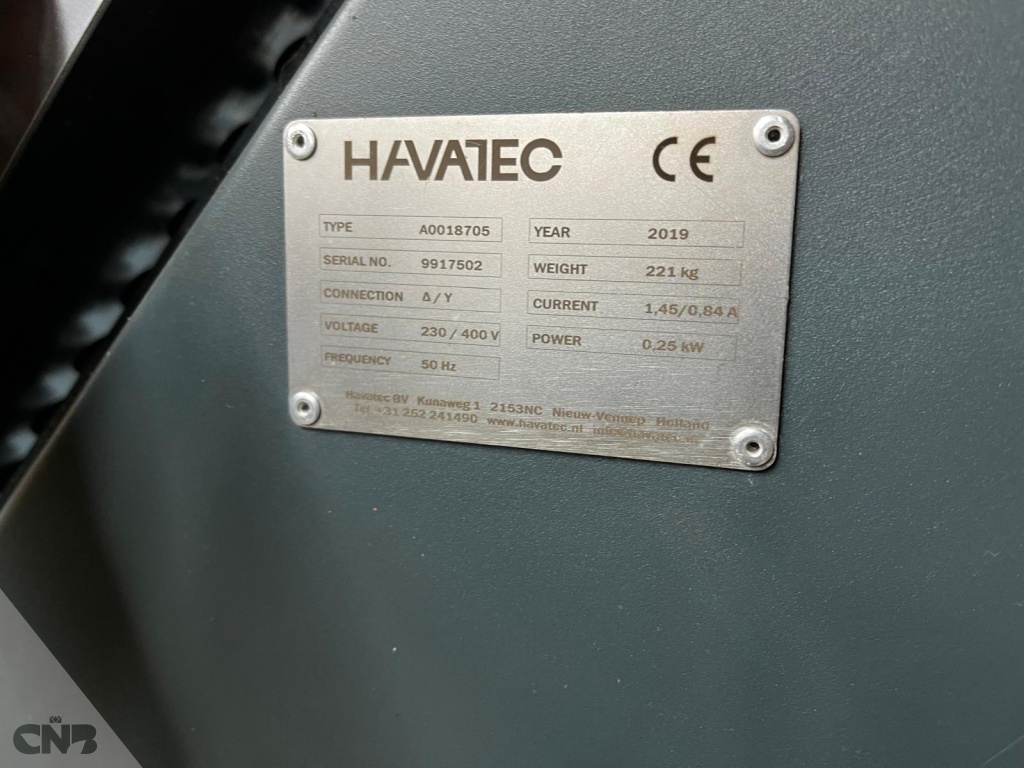 HAVATEC CE
TYPE A0018705
SERIAL NO. 9917502
CONNECTION Δ / Y
VOLTAGE 230 / 400 V
FREQUENCY 50 Hz
YEAR 2019
WEIGHT 221 kg
CURRENT 1,45/0,84 A
POWER 0,25 kW
Havatec BV Kunaweg 1 2153NC Nieuw-Vennep Holland
Tel +31 252 241490 www.havatec.nl
CNB